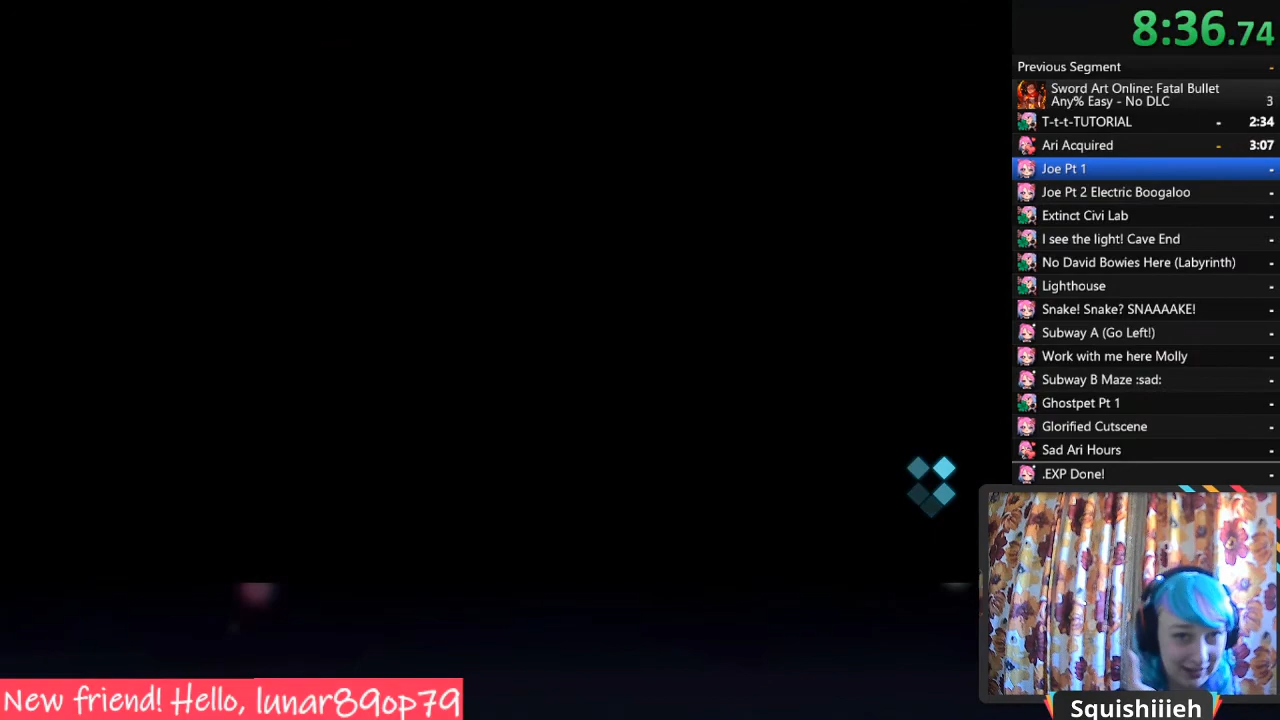 8:36.74
Previous Segment -
Sword Art Online: Fatal Bullet
Any% Easy - No DLC 3
T-t-t-TUTORIAL - 2:34
Ari Acquired - 3:07
Joe Pt 1 -
Joe Pt 2 Electric Boogaloo -
Extinct Civi Lab -
I see the light! Cave End -
No David Bowies Here (Labyrinth) -
Lighthouse -
Snake! Snake? SNAAAAKE! -
Subway A (Go Left!) -
Work with me here Molly -
Subway B Maze :sad: -
Ghostpet Pt 1 -
Glorified Cutscene -
Sad Ari Hours -
.EXP Done! -
New friend! Hello, lunar89op79
Squishiiieh